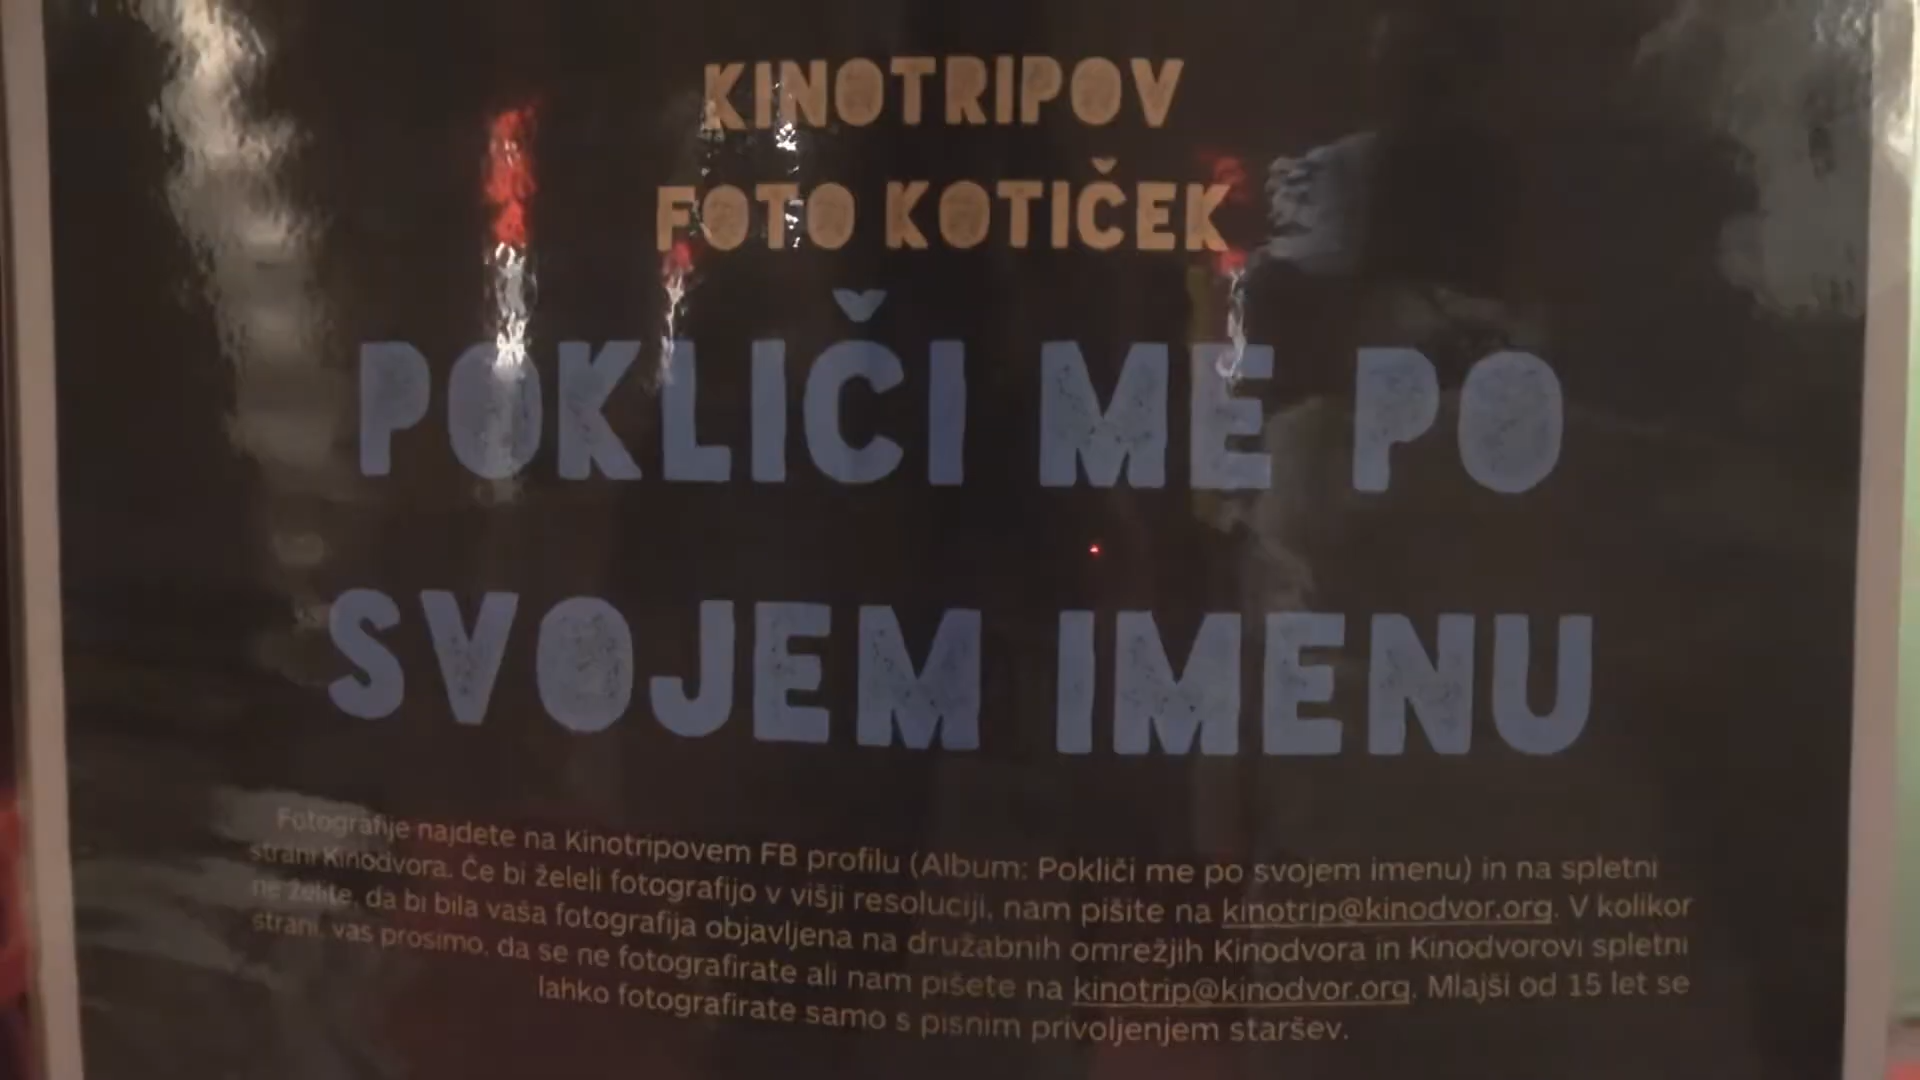 KINOTRIPOV
FOTO KOTIČEK
POKLIČI ME PO
SVOJEM IMENU
Fotografije najdete na Kinotripovem FB profilu (Album: Pokliči me po svojem imenu) in na spletni
strani Kinodvora. Če bi želeli fotografijo v višji resoluciji, nam pišite na kinotrip@kinodvor.org. V kolikor
ne želite, da bi bila vaša fotografija objavljena na družabnih omrežjih Kinodvora in Kinodvorovi spletni
strani, vas prosimo, da se ne fotografirate ali nam pišete na kinotrip@kinodvor.org. Mlajši od 15 let se
lahko fotografirate samo s pisnim privoljenjem staršev.